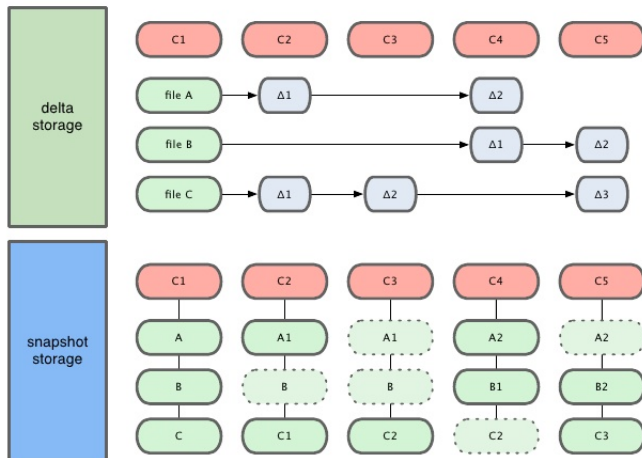 C1 C2 C3 C4 C5
delta
storage
file A Δ1 Δ2
file B Δ1 Δ2
file C Δ1 Δ2 Δ3
snapshot
storage
C1 C2 C3 C4 C5
A A1 A1 A2 A2
B B B B1 B2
C C1 C2 C2 C3